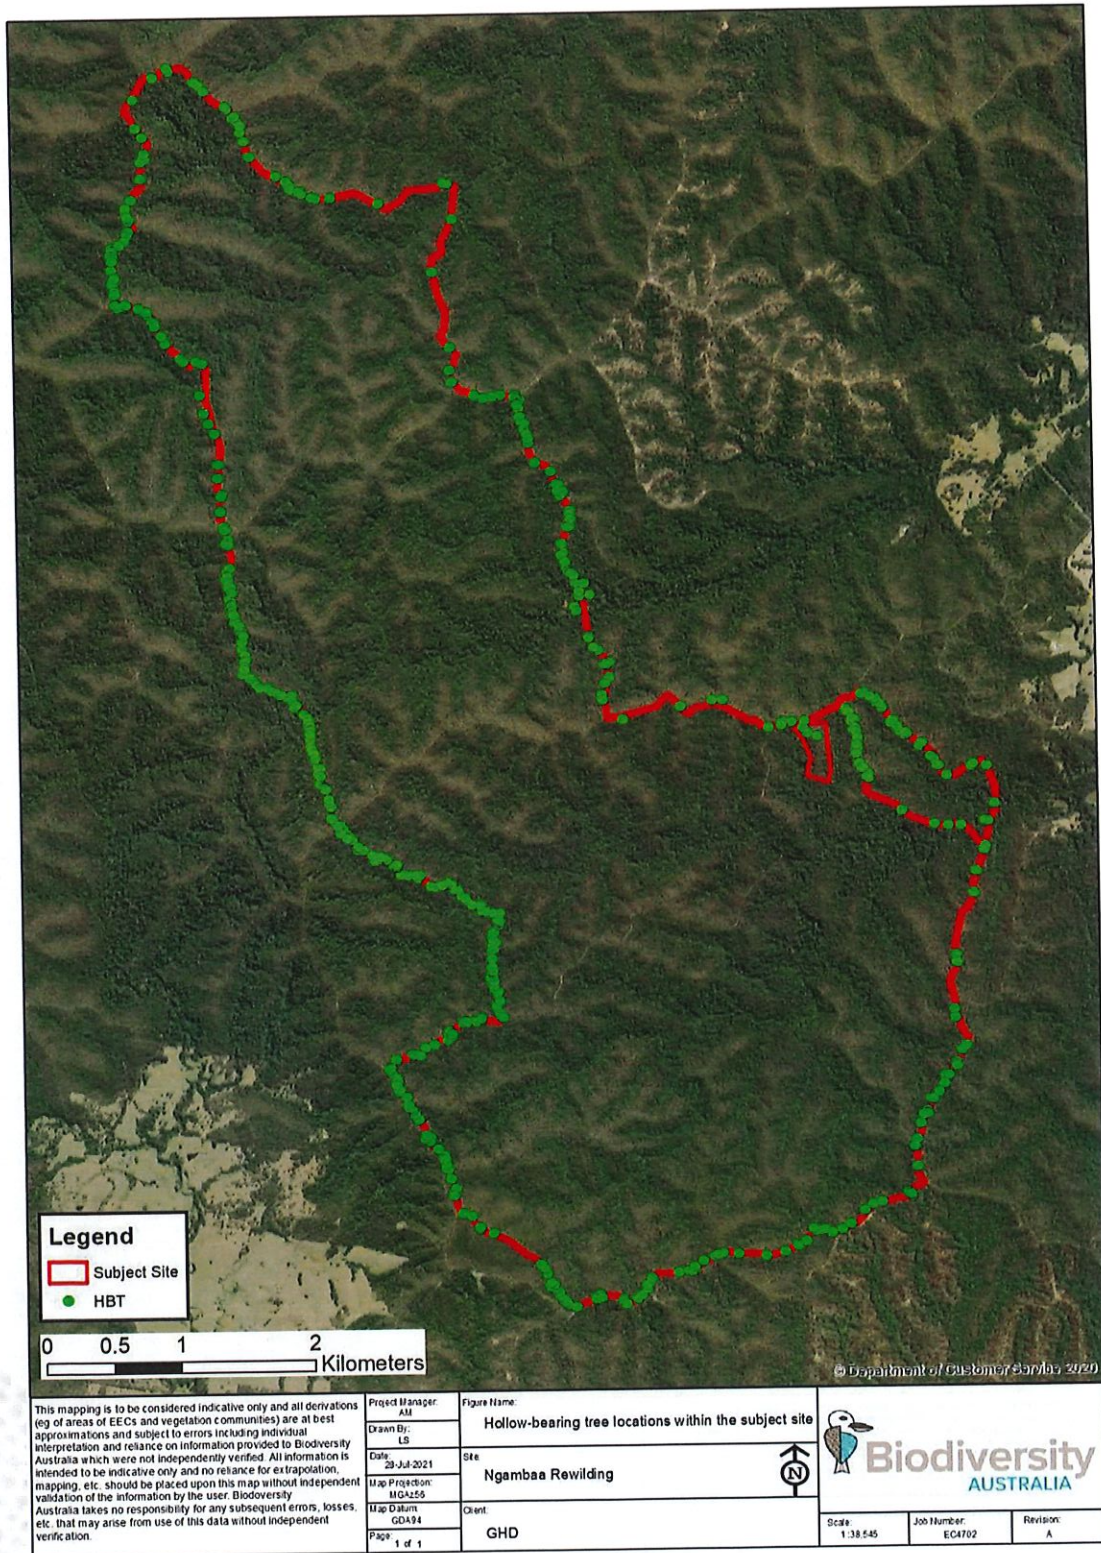 Legend
Subject Site
HBT
0 0.5 1 2
Kilometers
© Department of Customer Service 2020
This mapping is to be considered indicative only and all derivations
(eg of areas of EECs and vegetation communities) are at best
approximations and subject to errors including individual
interpretation and reliance on information provided to Biodiversity
Australia which were not independently verified. All information is
intended to be indicative only and no reliance for extrapolation,
mapping, etc. should be placed upon this map without independent
validation of the information by the user. Biodoversity
Australia takes no responsibility for any subsequent errors, losses,
etc. that may arise from use of this data without independent
verification.
Project Manager:
AM
Drawn By:
LS
Date:
28-Jul-2021
Map Projection:
MGAz56
Map Datum:
GDA94
Page:
1 of 1
Figure Name:
Hollow-bearing tree locations within the subject site
Site
Ngambaa Rewilding
N
Client:
GHD
Biodiversity
AUSTRALIA
Scale:
1:38,545
Job Number:
EC4702
Revision:
A